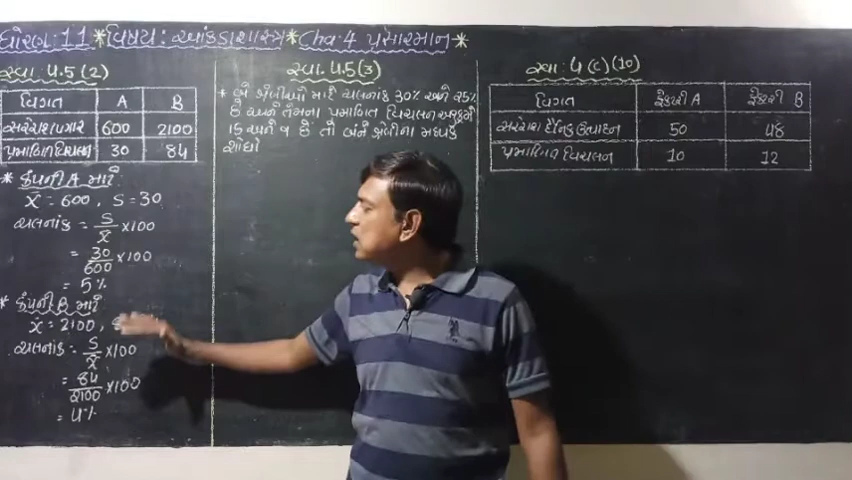 ધોરણ:11 * વિષય: આંકડાશાસ્ત્ર * Cha:4 પ્રસારમાન *
સ્વા. 4.5(2)
વિગત A B
સરેરાશ પગાર 600 2100
પ્રમાણિત વિચલન 30 84
* કંપની A માટે
x̄ = 600, S = 30
ચલનાંક = S/x̄ × 100
= 30/600 × 100
= 5%
* કંપની B માટે
x̄ = 2100,
ચલનાંક = S/x̄ × 100
= 84/2100 × 100
= 4%
સ્વા. 4.5(3)
* બે શ્રેણીઓ માટે ચલનાંક 30% અને 25%
છે અને તેમના પ્રમાણિત વિચલન અનુક્રમે
15 અને 9 છે તો બંને શ્રેણીના મધ્યક
શોધો
સ્વા. 4(c)(10)
વિગત ફેક્ટરી A ફેક્ટરી B
સરેરાશ દૈનિક ઉત્પાદન 50 48
પ્રમાણિત વિચલન 10 12